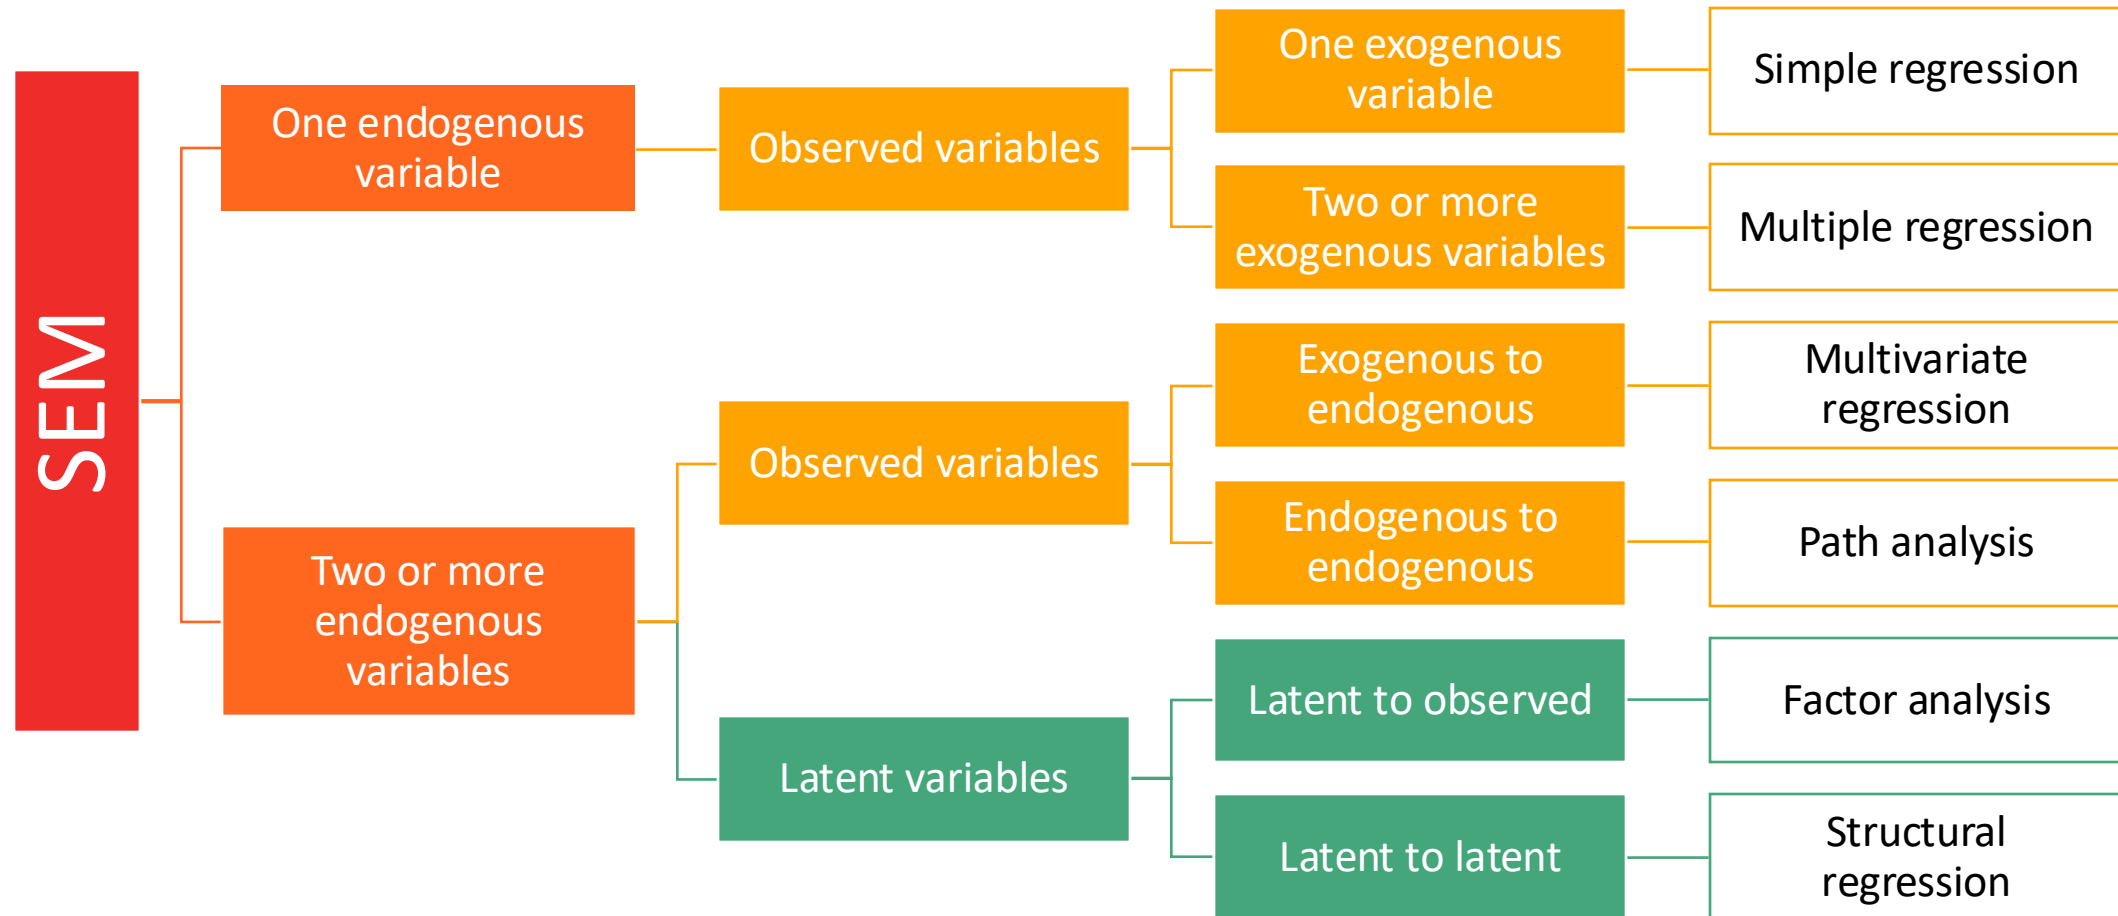 SEM
One endogenous
variable
Observed variables
One exogenous
variable
Simple regression
Two or more
exogenous variables
Multiple regression
Two or more
endogenous
variables
Observed variables
Exogenous to
endogenous
Multivariate
regression
Endogenous to
endogenous
Path analysis
Latent variables
Latent to observed
Factor analysis
Latent to latent
Structural
regression